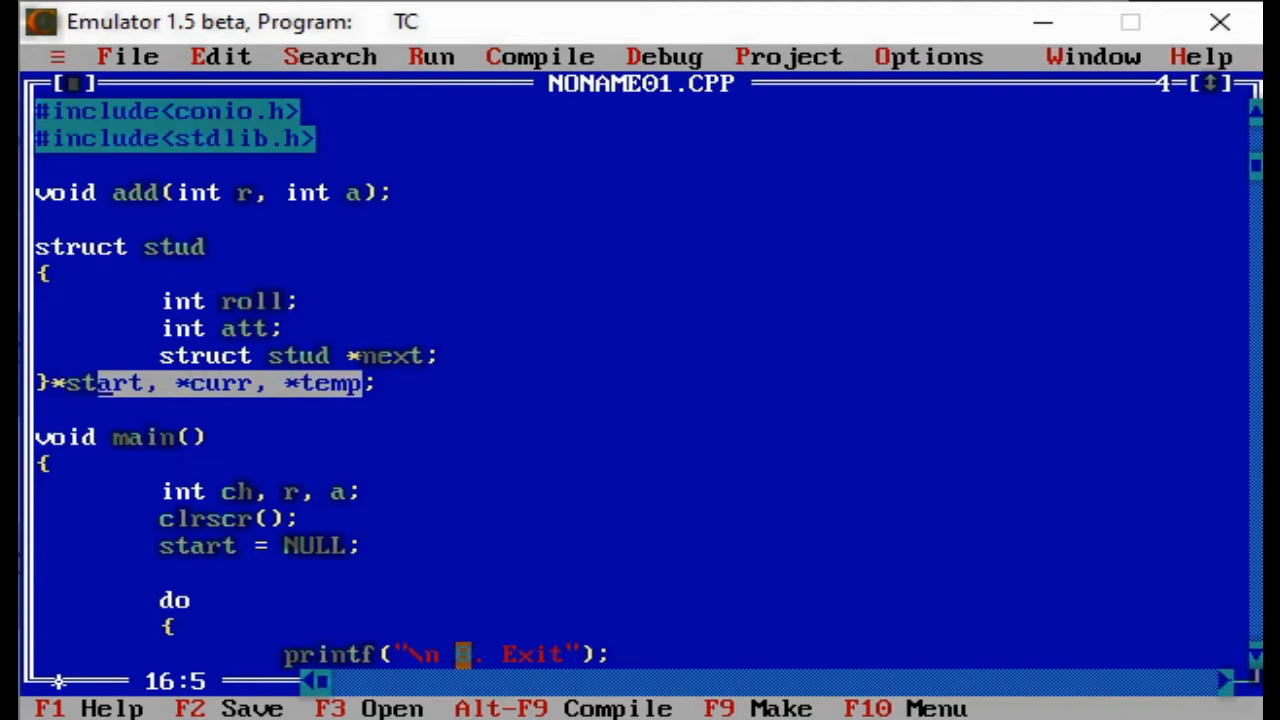 Emulator 1.5 beta, Program: TC
≡ File Edit Search Run Compile Debug Project Options Window Help
[■] NONAME01.CPP 4=[↕]
#include<conio.h>
#include<stdlib.h>
void add(int r, int a);
struct stud
{
int roll;
int att;
struct stud *next;
}*start, *curr, *temp;
void main()
{
int ch, r, a;
clrscr();
start = NULL;
do
{
printf("\n . Exit");
16:5
F1 Help F2 Save F3 Open Alt-F9 Compile F9 Make F10 Menu